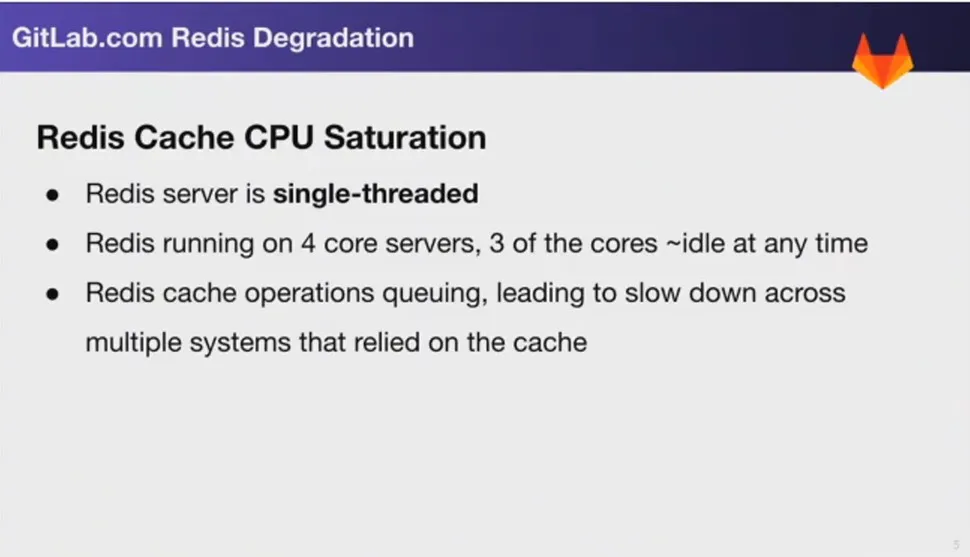 GitLab.com Redis Degradation
Redis Cache CPU Saturation
● Redis server is single-threaded
● Redis running on 4 core servers, 3 of the cores ~idle at any time
● Redis cache operations queuing, leading to slow down across
multiple systems that relied on the cache
5